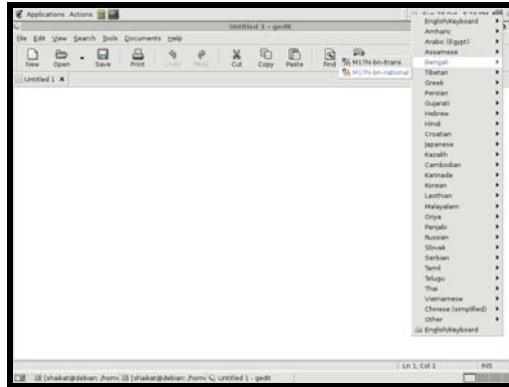 Applications Actions
Untitled 1 - gedit
File Edit View Search Tools Documents Help
New Open Save Print Undo Redo Cut Copy Paste Find
Untitled 1
English/Keyboard
Amharic
Arabic (Egypt)
Assamese
Bengali
M17N-bn-itrans
M17N-bn-national
Tibetan
Greek
Persian
Gujarati
Hebrew
Hindi
Croatian
Japanese
Kazakh
Cambodian
Kannada
Korean
Laothian
Malayalam
Oriya
Panjabi
Russian
Slovak
Serbian
Tamil
Telugu
Thai
Vietnamese
Chinese (simplified)
Other
English/Keyboard
Ln 1, Col 1 INS
[shaikat@debian: /home [shaikat@debian: /home Untitled 1 - gedit